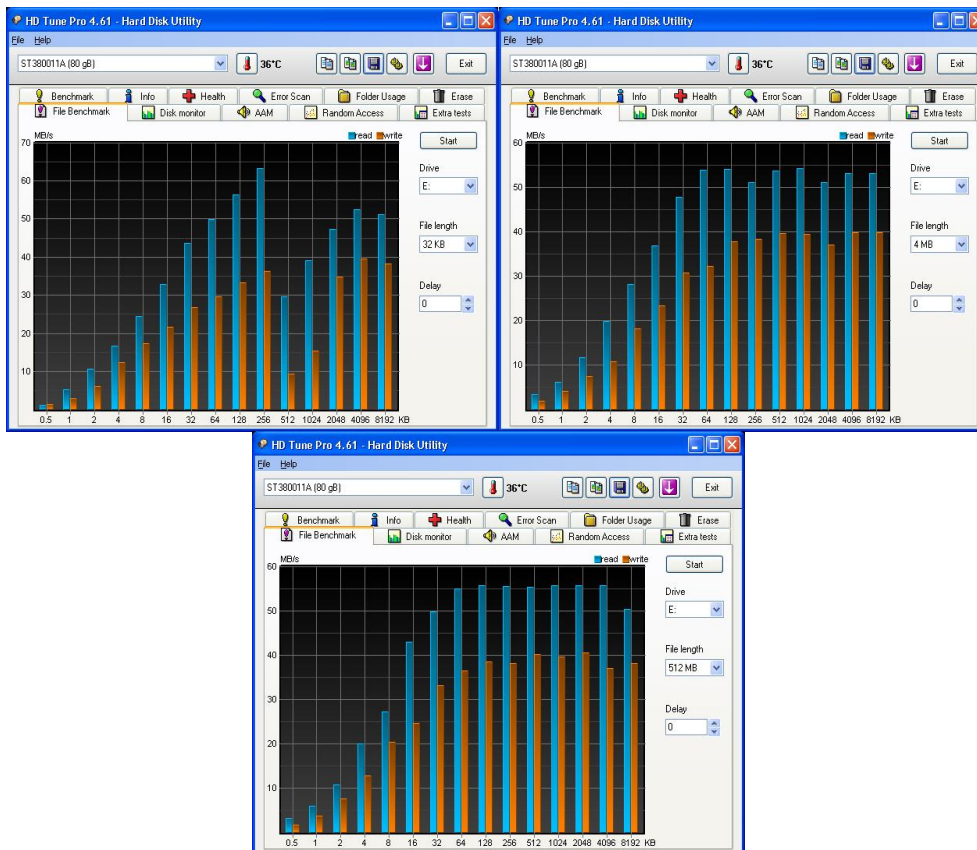 HD Tune Pro 4.61 - Hard Disk Utility
File Help
ST380011A (80 gB) 36°C Exit
Benchmark Info Health Error Scan Folder Usage Erase
File Benchmark Disk monitor AAM Random Access Extra tests
MB/s read write
Start
70
60
50
40
30
20
10
0.5 1 2 4 8 16 32 64 128 256 512 1024 2048 4096 8192 KB
Drive
E:
File length
32 KB
Delay
0
HD Tune Pro 4.61 - Hard Disk Utility
File Help
ST380011A (80 gB) 36°C Exit
Benchmark Info Health Error Scan Folder Usage Erase
File Benchmark Disk monitor AAM Random Access Extra tests
MB/s read write
Start
60
50
40
30
20
10
0.5 1 2 4 8 16 32 64 128 256 512 1024 2048 4096 8192 KB
Drive
E:
File length
4 MB
Delay
0
HD Tune Pro 4.61 - Hard Disk Utility
File Help
ST380011A (80 gB) 36°C Exit
Benchmark Info Health Error Scan Folder Usage Erase
File Benchmark Disk monitor AAM Random Access Extra tests
MB/s read write
Start
60
50
40
30
20
10
0.5 1 2 4 8 16 32 64 128 256 512 1024 2048 4096 8192 KB
Drive
E:
File length
512 MB
Delay
0